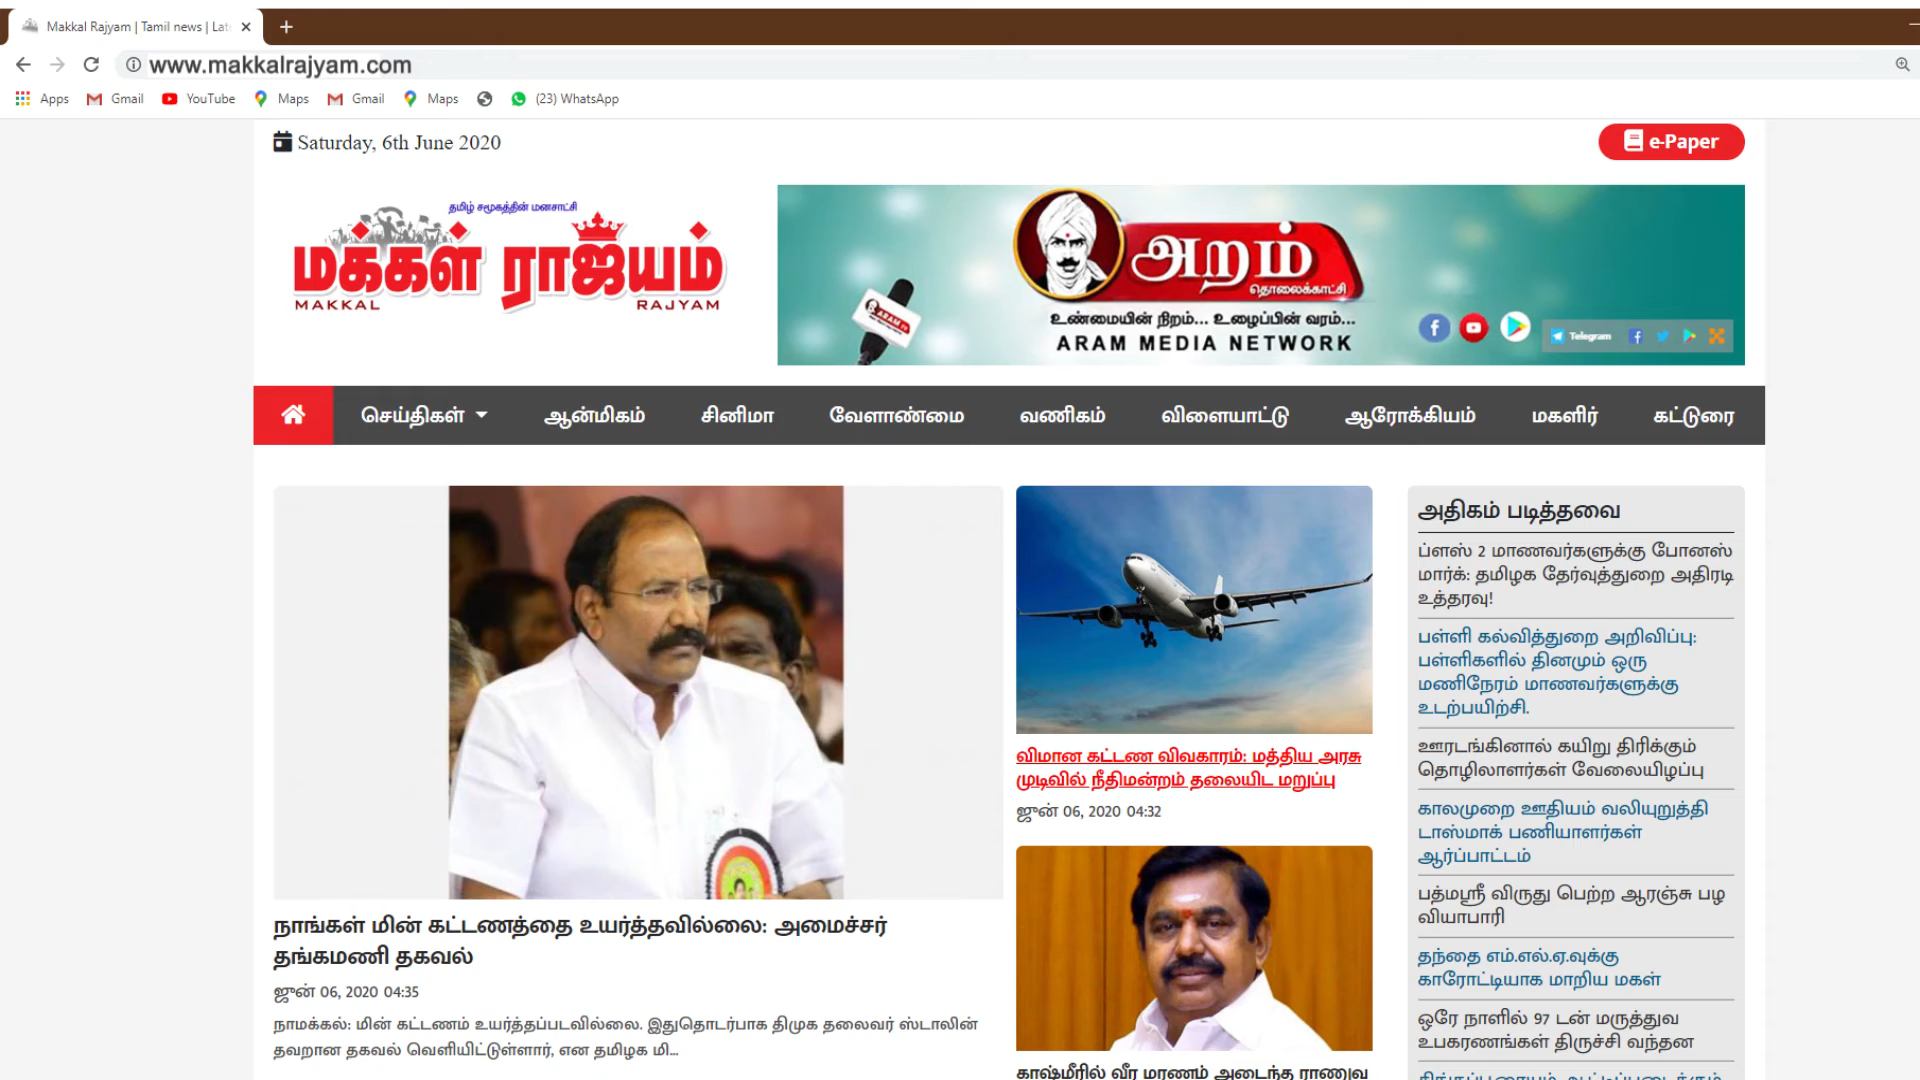 Makkal Rajyam | Tamil news | Lat
www.makkalrajyam.com
Apps Gmail YouTube Maps Gmail Maps (23) WhatsApp
Saturday, 6th June 2020
e-Paper
தமிழ் சமூகத்தின் மனசாட்சி
மக்கள் ராஜ்யம்
MAKKAL RAJYAM
அறம்
தொலைக்காட்சி
உண்மையின் நிறம்... உழைப்பின் வரம்...
ARAM MEDIA NETWORK
ARAM TV
Telegram
செய்திகள் ஆன்மிகம் சினிமா வேளாண்மை வணிகம் விளையாட்டு ஆரோக்கியம் மகளிர் கட்டுரை
நாங்கள் மின் கட்டணத்தை உயர்த்தவில்லை: அமைச்சர்
தங்கமணி தகவல்
ஜுன் 06, 2020 04:35
நாமக்கல்: மின் கட்டணம் உயர்த்தப்படவில்லை. இதுதொடர்பாக திமுக தலைவர் ஸ்டாலின்
தவறான தகவல் வெளியிட்டுள்ளார், என தமிழக மி...
விமான கட்டண விவகாரம்: மத்திய அரசு
முடிவில் நீதிமன்றம் தலையிட மறுப்பு
ஜுன் 06, 2020 04:32
காஷ்மீரில் வீர மரணம் அடைந்த ராணுவ
அதிகம் படித்தவை
ப்ளஸ் 2 மாணவர்களுக்கு போனஸ்
மார்க்: தமிழக தேர்வுத்துறை அதிரடி
உத்தரவு!
பள்ளி கல்வித்துறை அறிவிப்பு:
பள்ளிகளில் தினமும் ஒரு
மணிநேரம் மாணவர்களுக்கு
உடற்பயிற்சி.
ஊரடங்கினால் கயிறு திரிக்கும்
தொழிலாளர்கள் வேலையிழப்பு
காலமுறை ஊதியம் வலியுறுத்தி
டாஸ்மாக் பணியாளர்கள்
ஆர்ப்பாட்டம்
பத்மஸ்ரீ விருது பெற்ற ஆரஞ்சு பழ
வியாபாரி
தந்தை எம்.எல்.ஏ.வுக்கு
காரோட்டியாக மாறிய மகள்
ஒரே நாளில் 97 டன் மருத்துவ
உபகரணங்கள் திருச்சி வந்தன